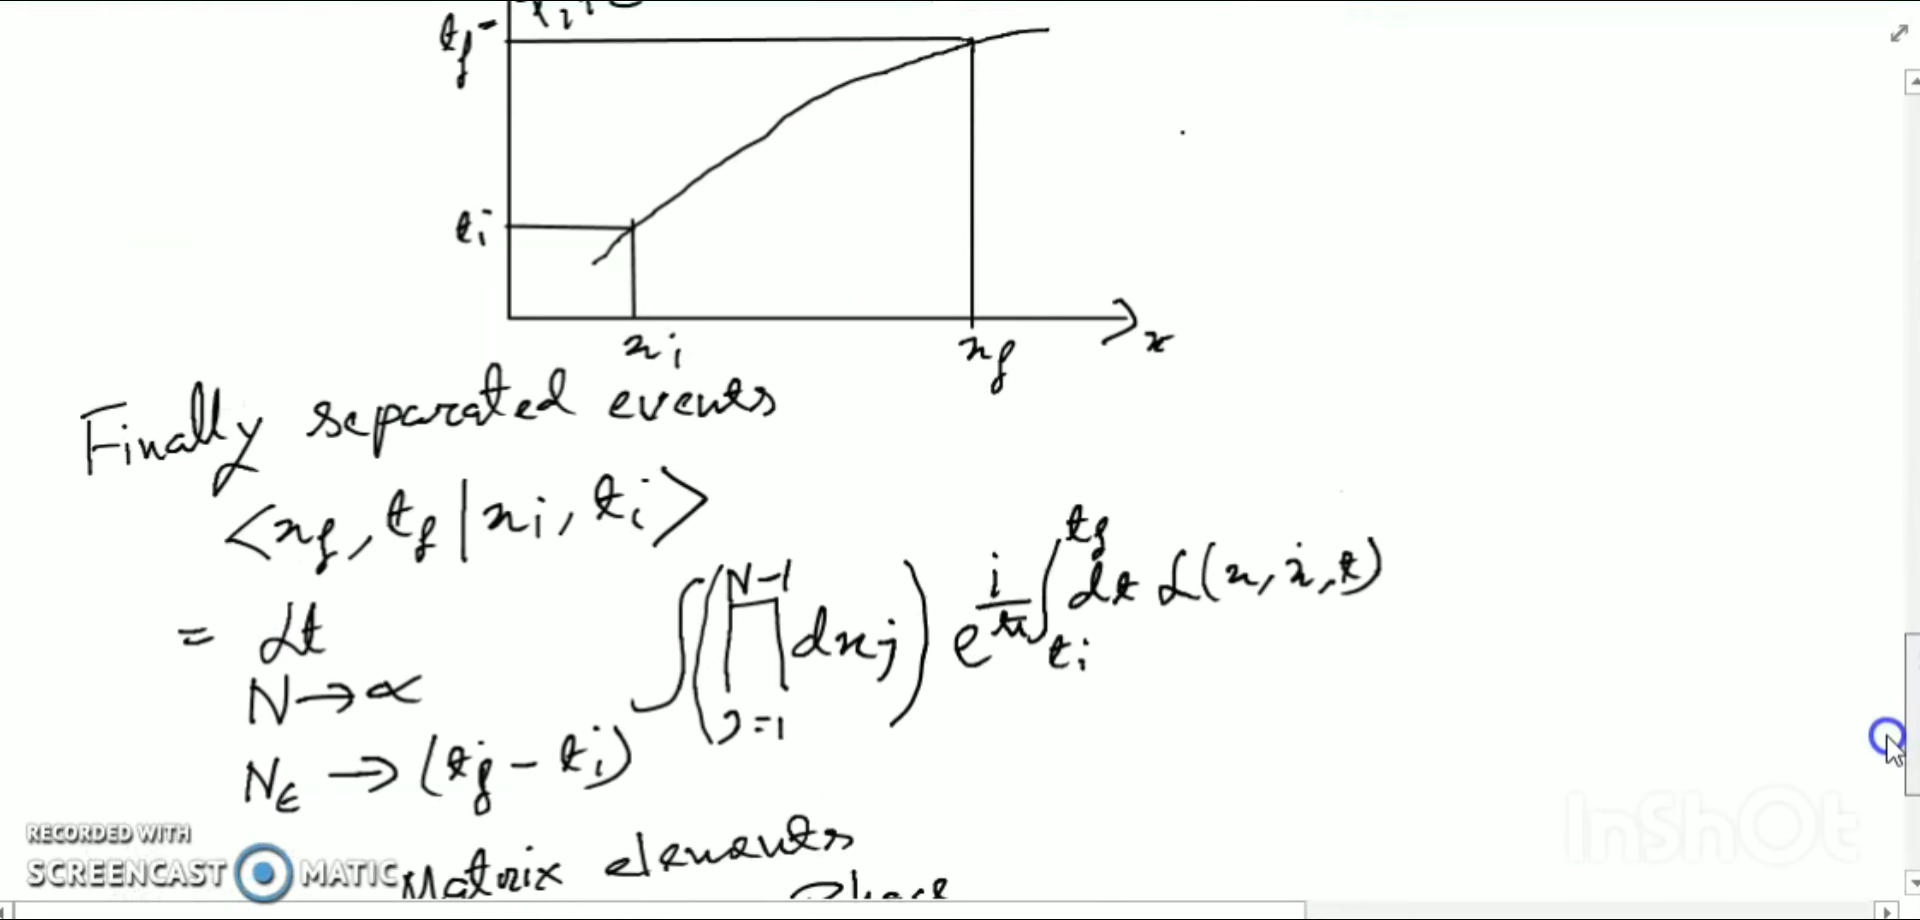 t_f
t_i
x_i x_f x
Finally separated events
<x_f, t_f | x_i, t_i>
= Lt ∫ (∏_{j=1}^{N-1} dx_j) e^{i/ħ ∫_{t_i}^{t_f} dt L(x, ẋ, t)}
N → ∝
N_ε → (t_f - t_i)
Matrix elements
RECORDED WITH
SCREENCAST MATIC
InShOt